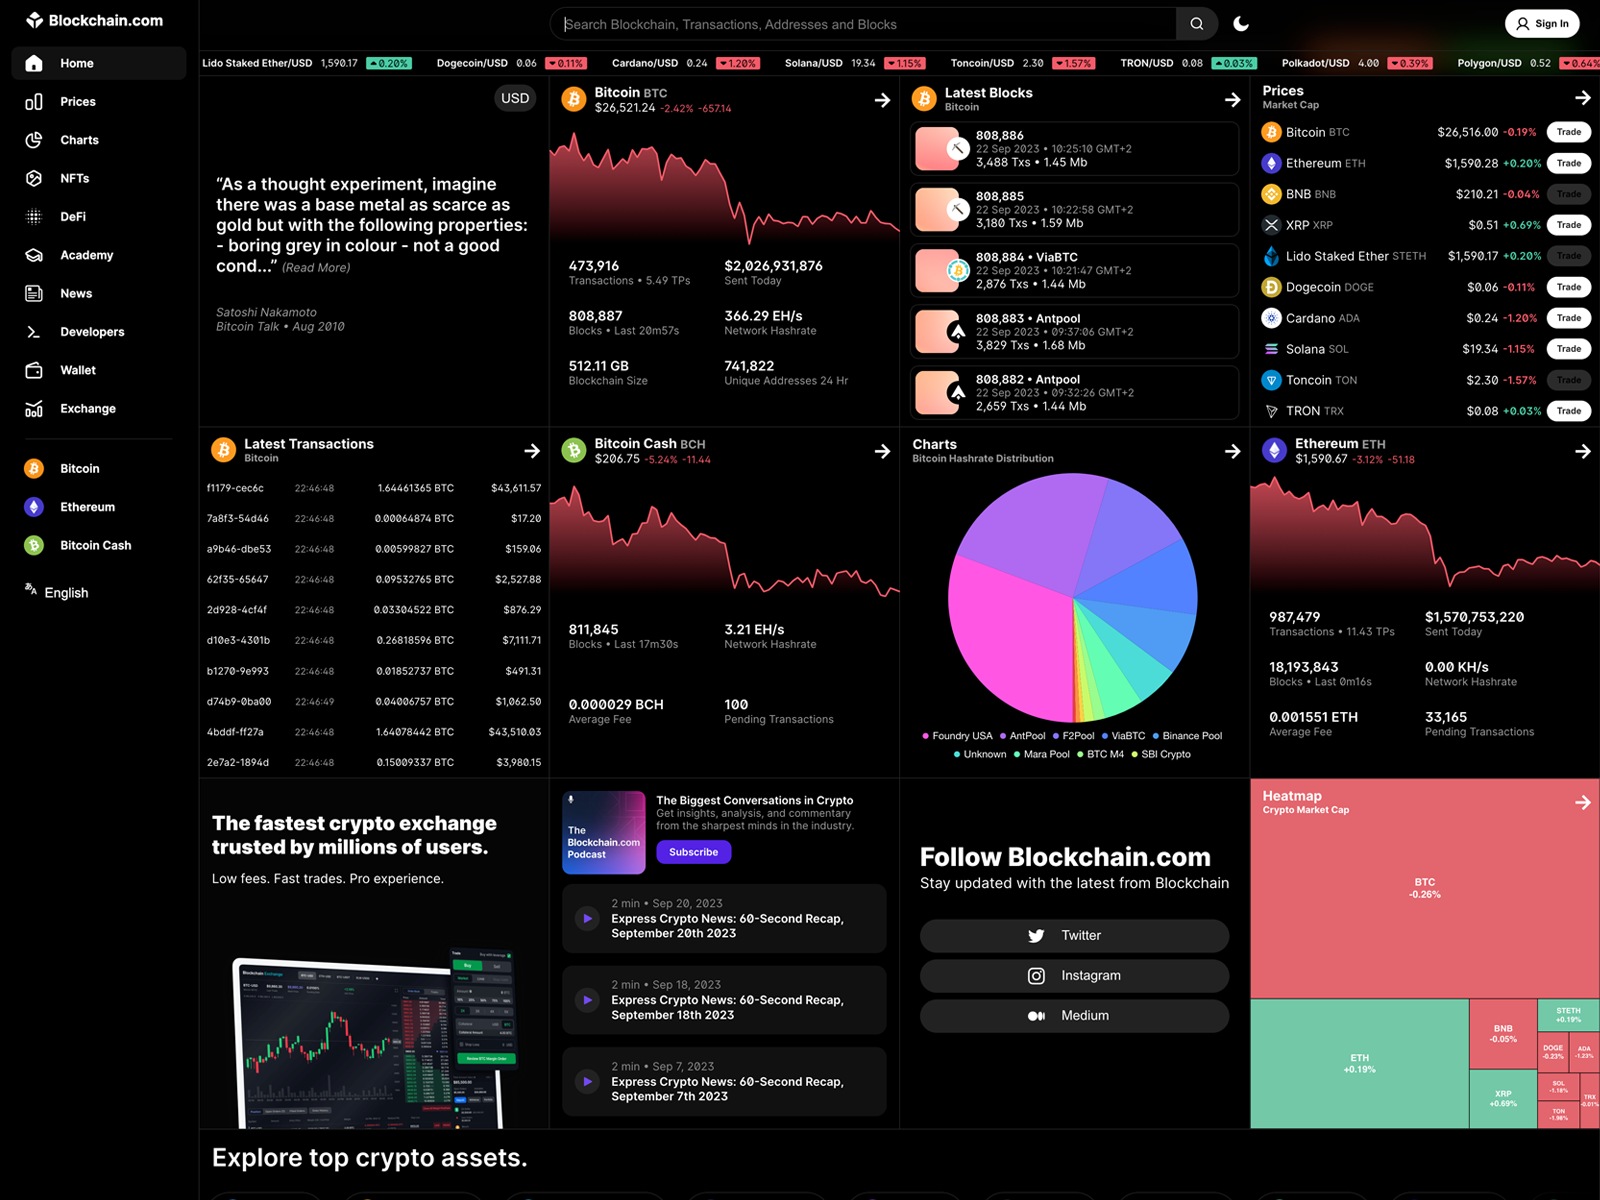 Blockchain.com
Search Blockchain, Transactions, Addresses and Blocks
Sign In
Home
Prices
Charts
NFTs
DeFi
Academy
News
Developers
Wallet
Exchange
Bitcoin
Ethereum
Bitcoin Cash
English
Lido Staked Ether/USD 1,590.17 0.20% Dogecoin/USD 0.06 0.11% Cardano/USD 0.24 1.20% Solana/USD 19.34 1.15% Toncoin/USD 2.30 1.57% TRON/USD 0.08 0.03% Polkadot/USD 4.00 0.39% Polygon/USD 0.52 0.64%
USD
“As a thought experiment, imagine
there was a base metal as scarce as
gold but with the following properties:
- boring grey in colour - not a good
cond...” (Read More)
Satoshi Nakamoto
Bitcoin Talk • Aug 2010
Bitcoin BTC
$26,521.24 -2.42% -657.14
473,916
Transactions • 5.49 TPs
$2,026,931,876
Sent Today
808,887
Blocks • Last 20m57s
366.29 EH/s
Network Hashrate
512.11 GB
Blockchain Size
741,822
Unique Addresses 24 Hr
Latest Blocks
Bitcoin
808,886
22 Sep 2023 • 10:25:10 GMT+2
3,488 Txs • 1.45 Mb
808,885
22 Sep 2023 • 10:22:58 GMT+2
3,180 Txs • 1.59 Mb
808,884 • ViaBTC
22 Sep 2023 • 10:21:47 GMT+2
2,876 Txs • 1.44 Mb
808,883 • Antpool
22 Sep 2023 • 09:37:06 GMT+2
3,829 Txs • 1.68 Mb
808,882 • Antpool
22 Sep 2023 • 09:32:26 GMT+2
2,659 Txs • 1.44 Mb
Prices
Market Cap
Bitcoin BTC $26,516.00 -0.19% Trade
Ethereum ETH $1,590.28 +0.20% Trade
BNB BNB $210.21 -0.04% Trade
XRP XRP $0.51 +0.69% Trade
Lido Staked Ether STETH $1,590.17 +0.20% Trade
Dogecoin DOGE $0.06 -0.11% Trade
Cardano ADA $0.24 -1.20% Trade
Solana SOL $19.34 -1.15% Trade
Toncoin TON $2.30 -1.57% Trade
TRON TRX $0.08 +0.03% Trade
Latest Transactions
Bitcoin
f1179-cec6c 22:46:48 1.64461365 BTC $43,611.57
7a8f3-54d46 22:46:48 0.00064874 BTC $17.20
a9b46-dbe53 22:46:48 0.00599827 BTC $159.06
62f35-65647 22:46:48 0.09532765 BTC $2,527.88
2d928-4cf4f 22:46:48 0.03304522 BTC $876.29
d10e3-4301b 22:46:48 0.26818596 BTC $7,111.71
b1270-9e993 22:46:48 0.01852737 BTC $491.31
d74b9-0ba00 22:46:49 0.04006757 BTC $1,062.50
4bddf-ff27a 22:46:48 1.64078442 BTC $43,510.03
2e7a2-1894d 22:46:48 0.15009337 BTC $3,980.15
Bitcoin Cash BCH
$206.75 -5.24% -11.44
811,845
Blocks • Last 17m30s
3.21 EH/s
Network Hashrate
0.000029 BCH
Average Fee
100
Pending Transactions
Charts
Bitcoin Hashrate Distribution
Foundry USA AntPool F2Pool ViaBTC Binance Pool
Unknown Mara Pool BTC M4 SBI Crypto
Ethereum ETH
$1,590.67 -3.12% -51.18
987,479
Transactions • 11.43 TPs
$1,570,753,220
Sent Today
18,193,843
Blocks • Last 0m16s
0.00 KH/s
Network Hashrate
0.001551 ETH
Average Fee
33,165
Pending Transactions
The fastest crypto exchange
trusted by millions of users.
Low fees. Fast trades. Pro experience.
Buy
The
Blockchain.com
Podcast
The Biggest Conversations in Crypto
Get insights, analysis, and commentary
from the sharpest minds in the industry.
Subscribe
2 min • Sep 20, 2023
Express Crypto News: 60-Second Recap,
September 20th 2023
2 min • Sep 18, 2023
Express Crypto News: 60-Second Recap,
September 18th 2023
2 min • Sep 7, 2023
Express Crypto News: 60-Second Recap,
September 7th 2023
Follow Blockchain.com
Stay updated with the latest from Blockchain
Twitter
Instagram
Medium
Heatmap
Crypto Market Cap
BTC
-0.26%
ETH
+0.19%
BNB
-0.05%
XRP
+0.69%
STETH
+0.19%
DOGE
-0.23%
ADA
-1.23%
SOL
-1.18%
TRX
-0.01%
TON
-1.98%
Explore top crypto assets.